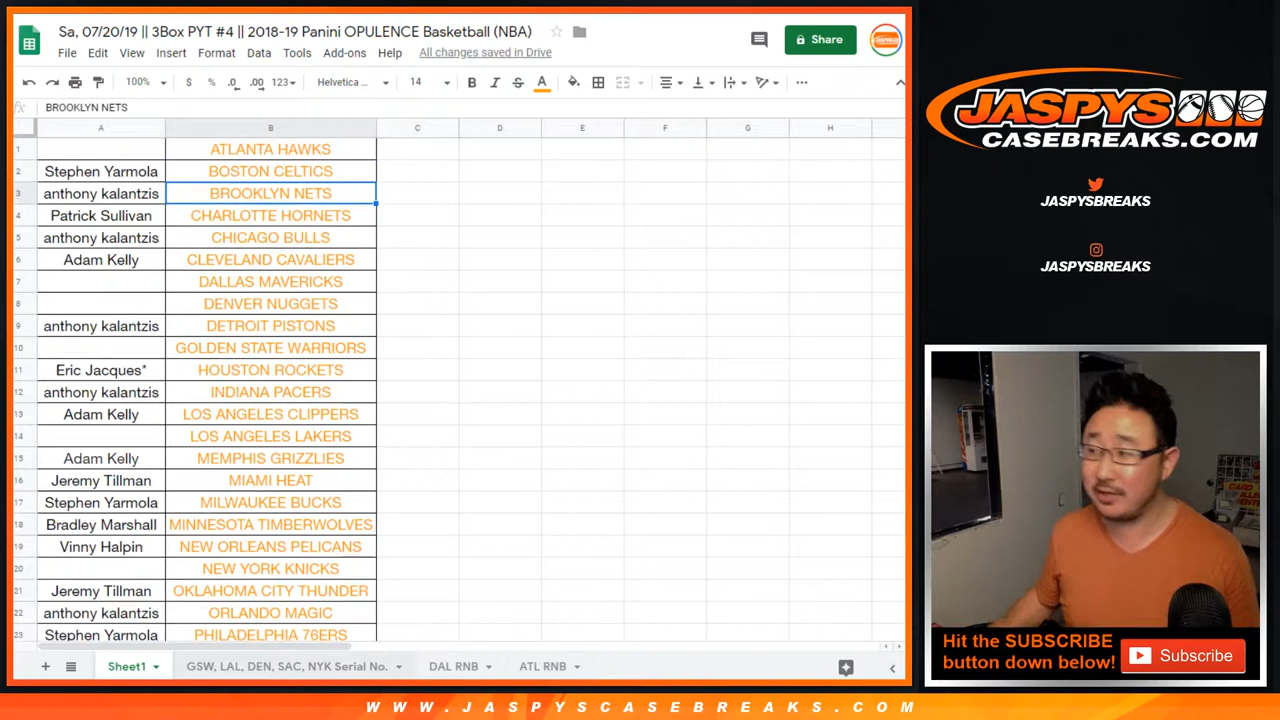 Sa, 07/20/19 || 3Box PYT #4 || 2018-19 Panini OPULENCE Basketball (NBA)
File Edit View Insert Format Data Tools Add-ons Help All changes saved in Drive
Share
100% $ % .0 .00 123 Helvetica ... 14 B I S A
fx BROOKLYN NETS
A B C D E F G H
1 ATLANTA HAWKS
2 Stephen Yarmola BOSTON CELTICS
3 anthony kalantzis BROOKLYN NETS
4 Patrick Sullivan CHARLOTTE HORNETS
5 anthony kalantzis CHICAGO BULLS
6 Adam Kelly CLEVELAND CAVALIERS
7 DALLAS MAVERICKS
8 DENVER NUGGETS
9 anthony kalantzis DETROIT PISTONS
10 GOLDEN STATE WARRIORS
11 Eric Jacques* HOUSTON ROCKETS
12 anthony kalantzis INDIANA PACERS
13 Adam Kelly LOS ANGELES CLIPPERS
14 LOS ANGELES LAKERS
15 Adam Kelly MEMPHIS GRIZZLIES
16 Jeremy Tillman MIAMI HEAT
17 Stephen Yarmola MILWAUKEE BUCKS
18 Bradley Marshall MINNESOTA TIMBERWOLVES
19 Vinny Halpin NEW ORLEANS PELICANS
20 NEW YORK KNICKS
21 Jeremy Tillman OKLAHOMA CITY THUNDER
22 anthony kalantzis ORLANDO MAGIC
23 Stephen Yarmola PHILADELPHIA 76ERS
Sheet1 GSW, LAL, DEN, SAC, NYK Serial No. DAL RNB ATL RNB
JASPYS
CASEBREAKS.COM
JASPYSBREAKS
JASPYSBREAKS
Hit the SUBSCRIBE
button down below!
Subscribe
WWW.JASPYSCASEBREAKS.COM